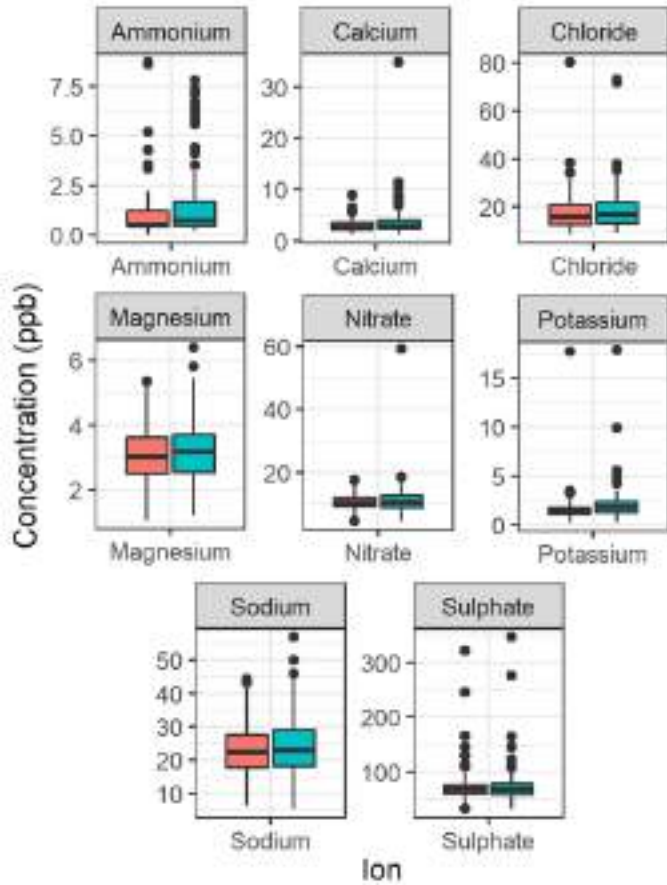 Ammonium Calcium Chloride
7.5 30 80
5.0 20 60
2.5 10 40
0.0 0 20
Ammonium Calcium Chloride
Concentration (ppb)
Magnesium Nitrate Potassium
6 60 15
4 40 10
2 20 5
0
Magnesium Nitrate Potassium
Sodium Sulphate
50 300
40 200
30 100
20
10
Sodium Sulphate
Ion